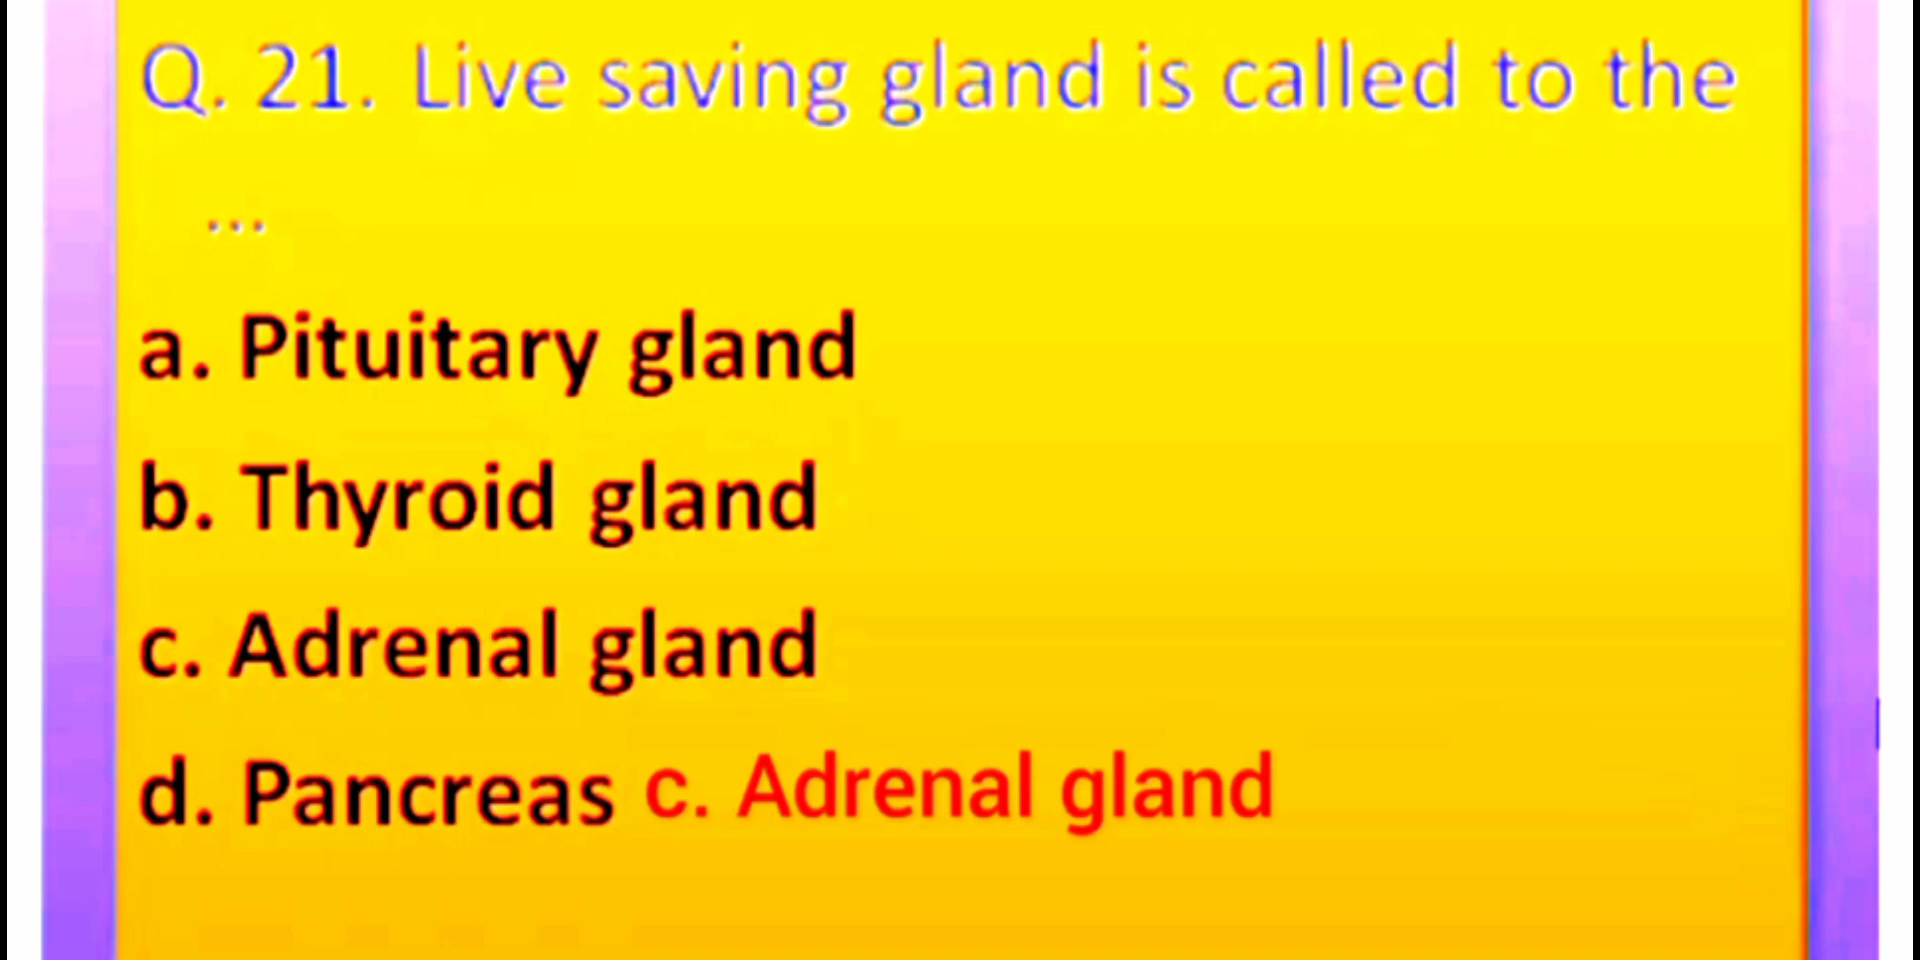 Q. 21. Live saving gland is called to the
...
a. Pituitary gland
b. Thyroid gland
c. Adrenal gland
d. Pancreas c. Adrenal gland